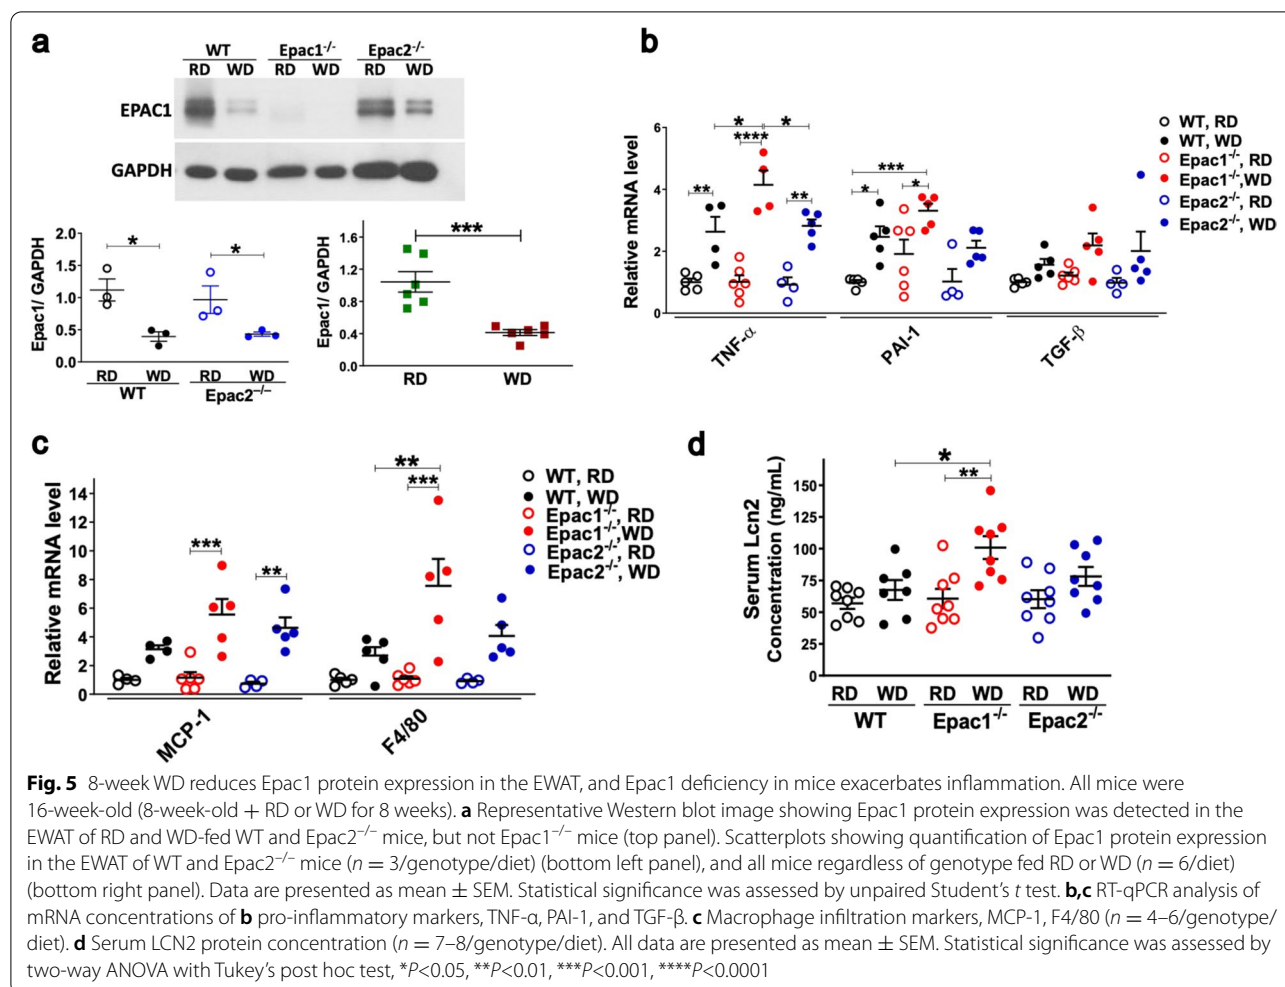 a
WT Epac1-/- Epac2-/-
RD WD RD WD RD WD
EPAC1
GAPDH
Epac1/ GAPDH
2.0
1.5
1.0
0.5
0.0
*
*
RD WD RD WD
WT Epac2–/–
Epac1/ GAPDH
1.6
1.2
0.8
0.4
0.0
***
RD WD
b
Relative mRNA level
6
4
2
0
* *
****
** **
***
* *
TNF-α PAI-1 TGF-β
WT, RD
WT, WD
Epac1-/-, RD
Epac1-/-,WD
Epac2-/-, RD
Epac2-/-, WD
c
Relative mRNA level
14
12
10
8
6
4
2
0
***
**
**
***
MCP-1 F4/80
WT, RD
WT, WD
Epac1-/-, RD
Epac1-/-,WD
Epac2-/-, RD
Epac2-/-, WD
d
Serum Lcn2
Concentration (ng/mL)
150
125
100
75
50
25
0
*
**
RD WD RD WD RD WD
WT Epac1-/- Epac2-/-
Fig. 5 8-week WD reduces Epac1 protein expression in the EWAT, and Epac1 deficiency in mice exacerbates inflammation. All mice were
16-week-old (8-week-old + RD or WD for 8 weeks). a Representative Western blot image showing Epac1 protein expression was detected in the
EWAT of RD and WD-fed WT and Epac2−/− mice, but not Epac1−/− mice (top panel). Scatterplots showing quantification of Epac1 protein expression
in the EWAT of WT and Epac2−/− mice (n = 3/genotype/diet) (bottom left panel), and all mice regardless of genotype fed RD or WD (n = 6/diet)
(bottom right panel). Data are presented as mean ± SEM. Statistical significance was assessed by unpaired Student's t test. b,c RT-qPCR analysis of
mRNA concentrations of b pro-inflammatory markers, TNF-α, PAI-1, and TGF-β. c Macrophage infiltration markers, MCP-1, F4/80 (n = 4–6/genotype/
diet). d Serum LCN2 protein concentration (n = 7–8/genotype/diet). All data are presented as mean ± SEM. Statistical significance was assessed by
two-way ANOVA with Tukey's post hoc test, *P<0.05, **P<0.01, ***P<0.001, ****P<0.0001